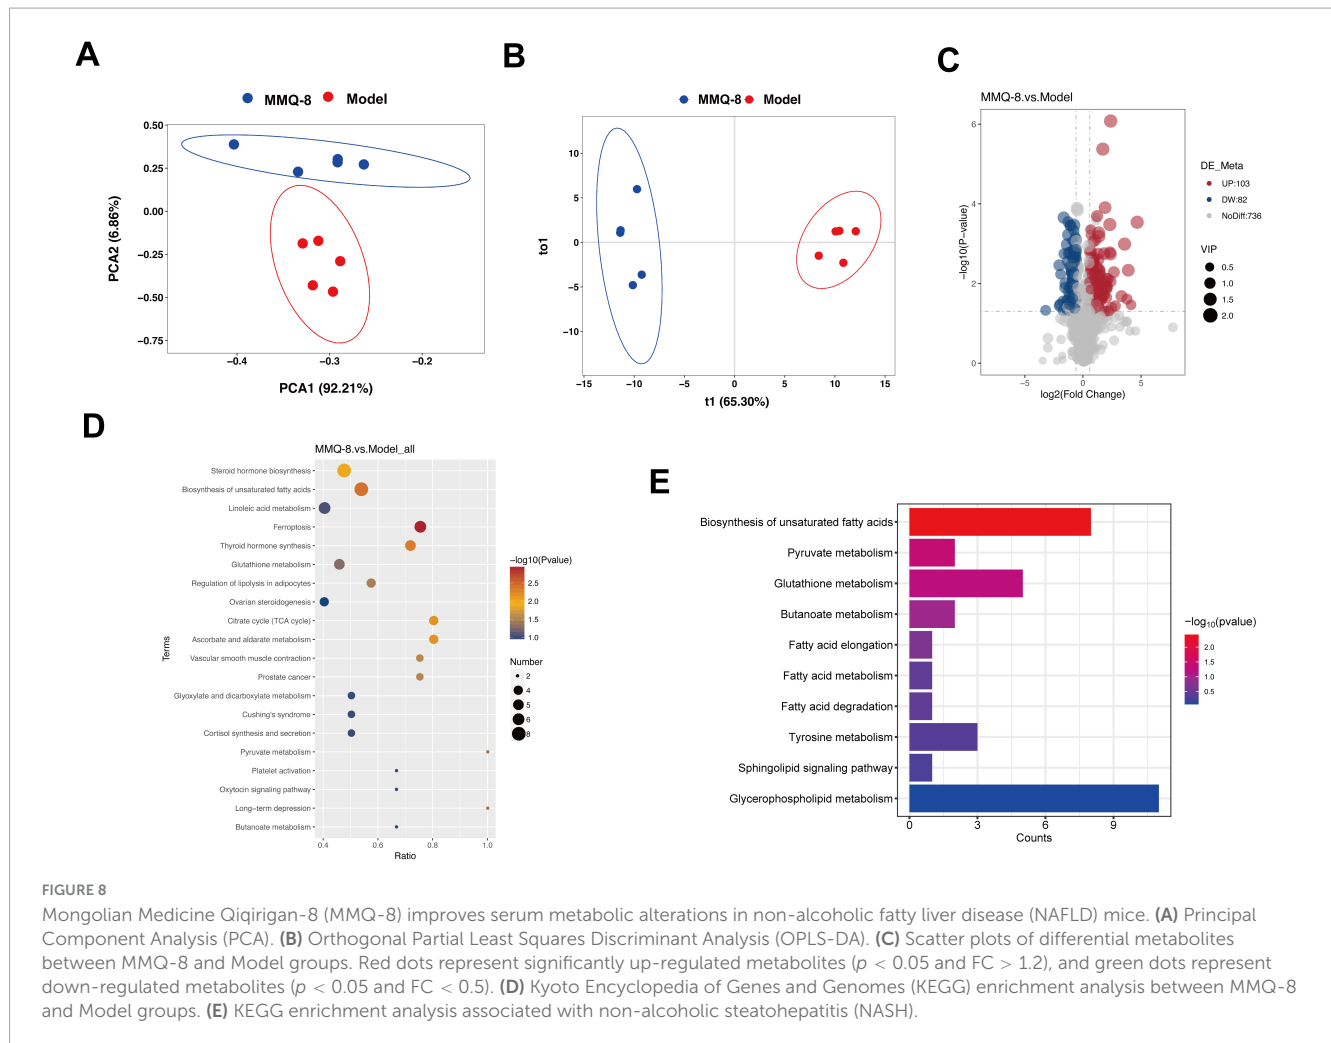 A
MMQ-8 Model
0.50
0.25
0.00
−0.25
−0.50
−0.75
PCA2 (6.86%)
−0.4 −0.3 −0.2
PCA1 (92.21%)
B
MMQ-8 Model
10
5
0
−5
−10
to1
−15 −10 −5 0 5 10 15
t1 (65.30%)
C
MMQ-8.vs.Model
6
4
2
0
−log10(P-value)
−5 0 5
log2(Fold Change)
DE_Meta
UP:103
DW:82
NoDiff:736
VIP
0.5
1.0
1.5
2.0
D
MMQ-8.vs.Model_all
Terms
Steroid hormone biosynthesis
Biosynthesis of unsaturated fatty acids
Linoleic acid metabolism
Ferroptosis
Thyroid hormone synthesis
Glutathione metabolism
Regulation of lipolysis in adipocytes
Ovarian steroidogenesis
Citrate cycle (TCA cycle)
Ascorbate and aldarate metabolism
Vascular smooth muscle contraction
Prostate cancer
Glyoxylate and dicarboxylate metabolism
Cushing's syndrome
Cortisol synthesis and secretion
Pyruvate metabolism
Platelet activation
Oxytocin signaling pathway
Long−term depression
Butanoate metabolism
0.4 0.6 0.8 1.0
Ratio
−log10(Pvalue)
2.5
2.0
1.5
1.0
Number
2
4
5
6
8
E
Biosynthesis of unsaturated fatty acids
Pyruvate metabolism
Glutathione metabolism
Butanoate metabolism
Fatty acid elongation
Fatty acid metabolism
Fatty acid degradation
Tyrosine metabolism
Sphingolipid signaling pathway
Glycerophospholipid metabolism
0 3 6 9
Counts
−log10(pvalue)
2.0
1.5
1.0
0.5
FIGURE 8
Mongolian Medicine Qiqirigan-8 (MMQ-8) improves serum metabolic alterations in non-alcoholic fatty liver disease (NAFLD) mice. (A) Principal
Component Analysis (PCA). (B) Orthogonal Partial Least Squares Discriminant Analysis (OPLS-DA). (C) Scatter plots of differential metabolites
between MMQ-8 and Model groups. Red dots represent significantly up-regulated metabolites (p < 0.05 and FC > 1.2), and green dots represent
down-regulated metabolites (p < 0.05 and FC < 0.5). (D) Kyoto Encyclopedia of Genes and Genomes (KEGG) enrichment analysis between MMQ-8
and Model groups. (E) KEGG enrichment analysis associated with non-alcoholic steatohepatitis (NASH).